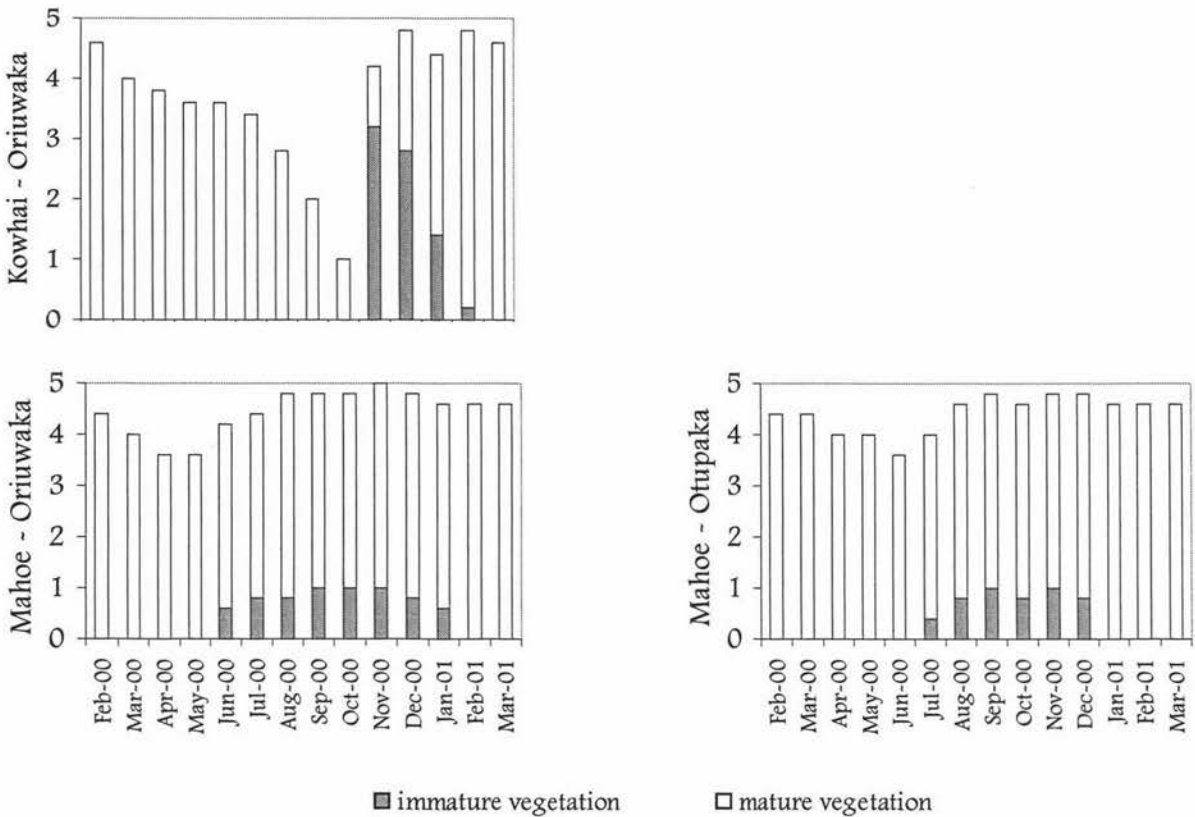 Kowhai - Oriuwaka
5
4
3
2
1
0
Mahoe - Oriuwaka
5
4
3
2
1
0
Feb-00
Mar-00
Apr-00
May-00
Jun-00
Jul-00
Aug-00
Sep-00
Oct-00
Nov-00
Dec-00
Jan-01
Feb-01
Mar-01
Mahoe - Otupaka
5
4
3
2
1
0
Feb-00
Mar-00
Apr-00
May-00
Jun-00
Jul-00
Aug-00
Sep-00
Oct-00
Nov-00
Dec-00
Jan-01
Feb-01
Mar-01
immature vegetation
mature vegetation